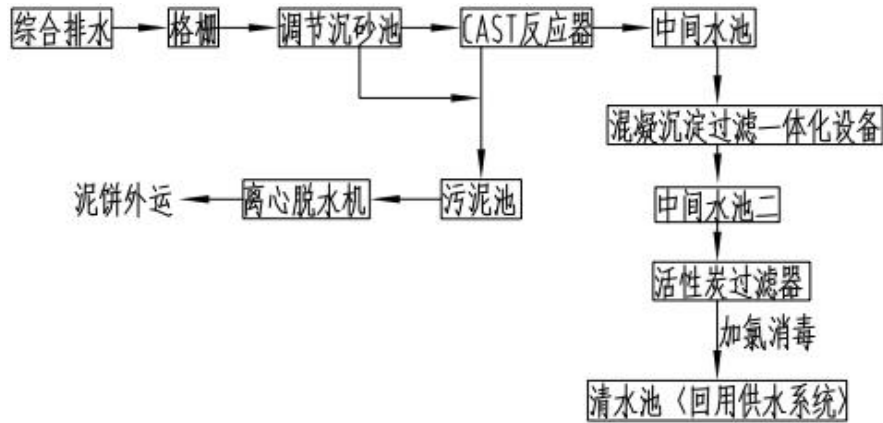 综合排水
格栅
调节沉砂池
CAST反应器
中间水池
混凝沉淀过滤一体化设备
泥饼外运
离心脱水机
污泥池
中间水池二
活性炭过滤器
加氯消毒
清水池〈回用供水系统〉